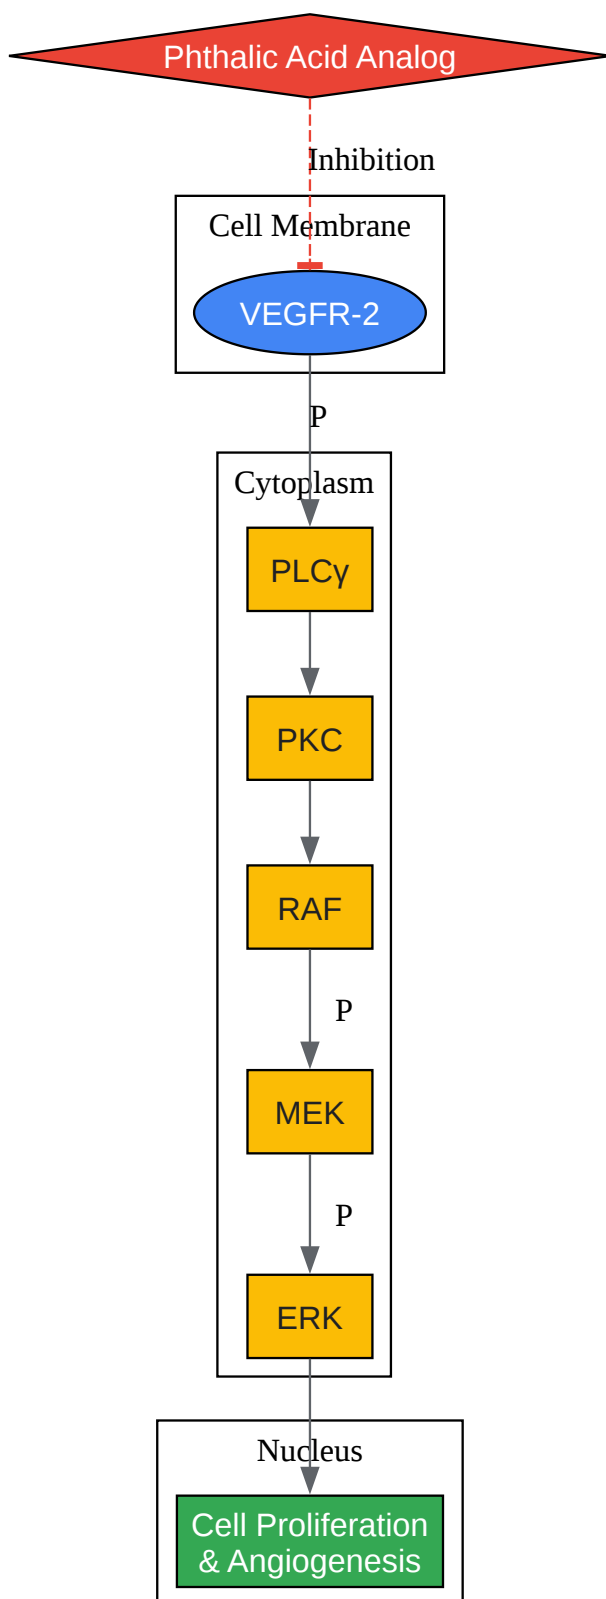 Phthalic Acid Analog
Inhibition
Cell Membrane
VEGFR-2
P
Cytoplasm
PLCγ
PKC
RAF
P
MEK
P
ERK
Nucleus
Cell Proliferation
& Angiogenesis